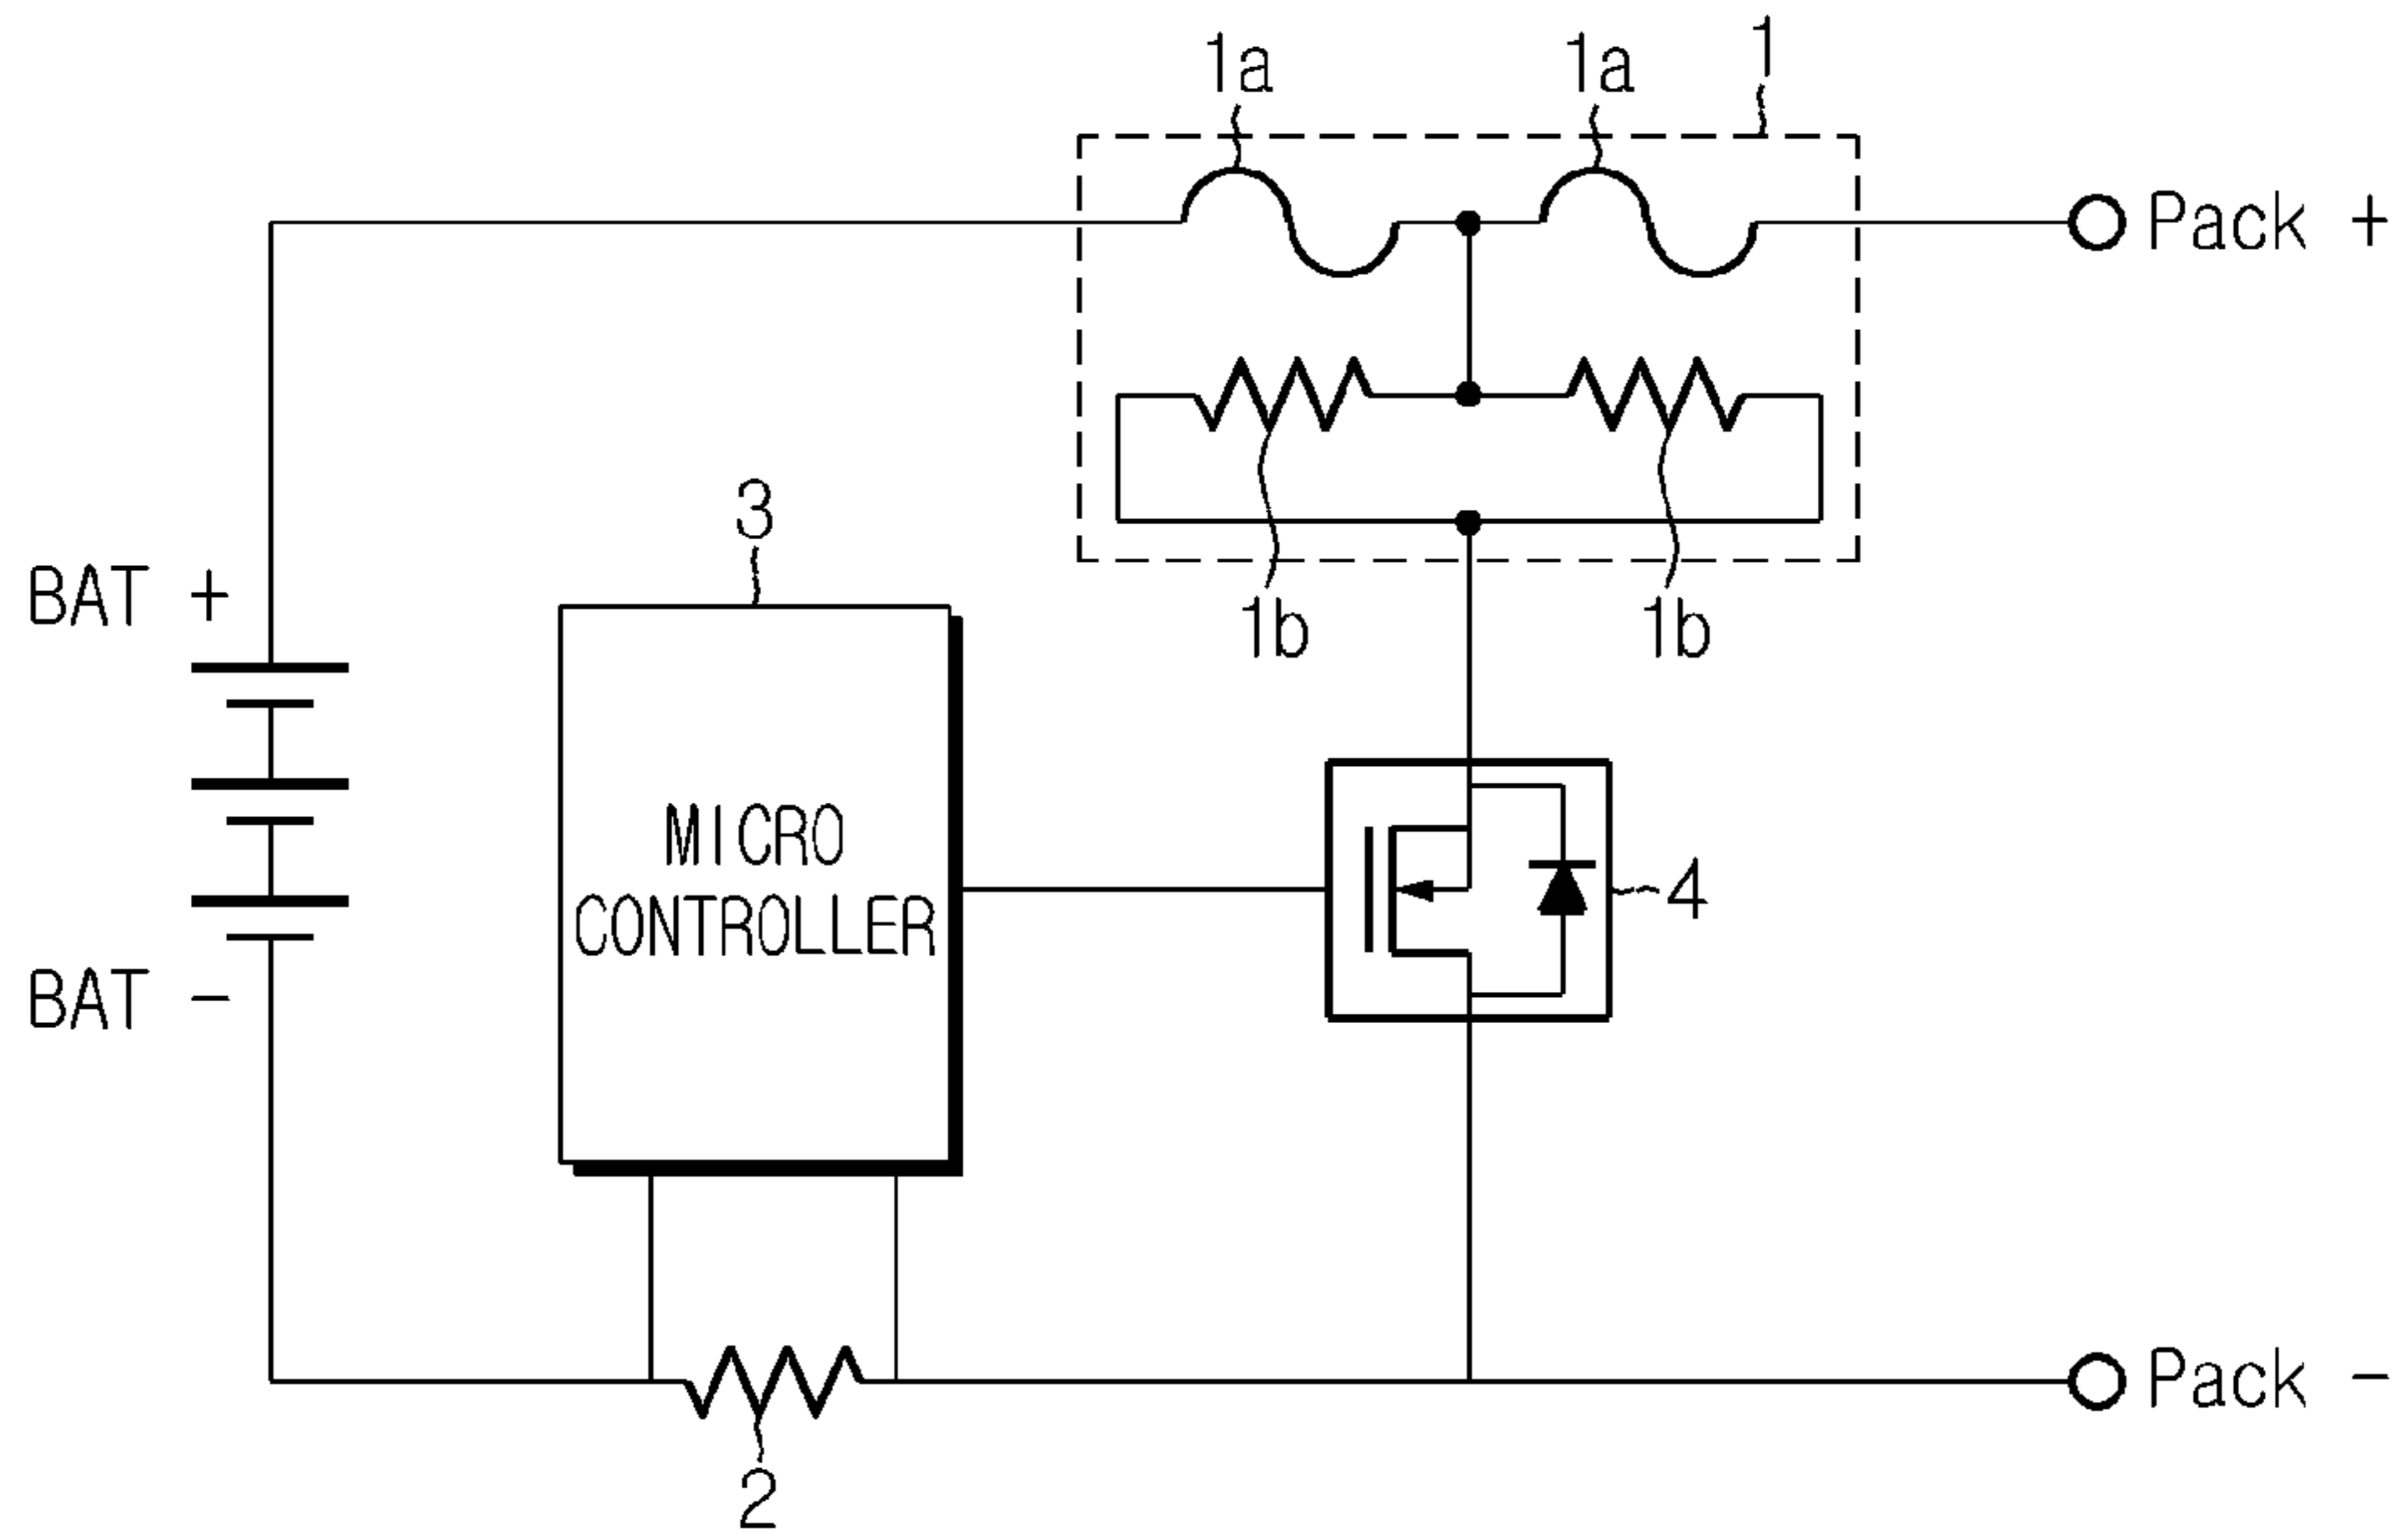 1a
1a
1
Pack +
3
BAT +
1b
1b
MICRO
CONTROLLER
4
BAT -
Pack -
2